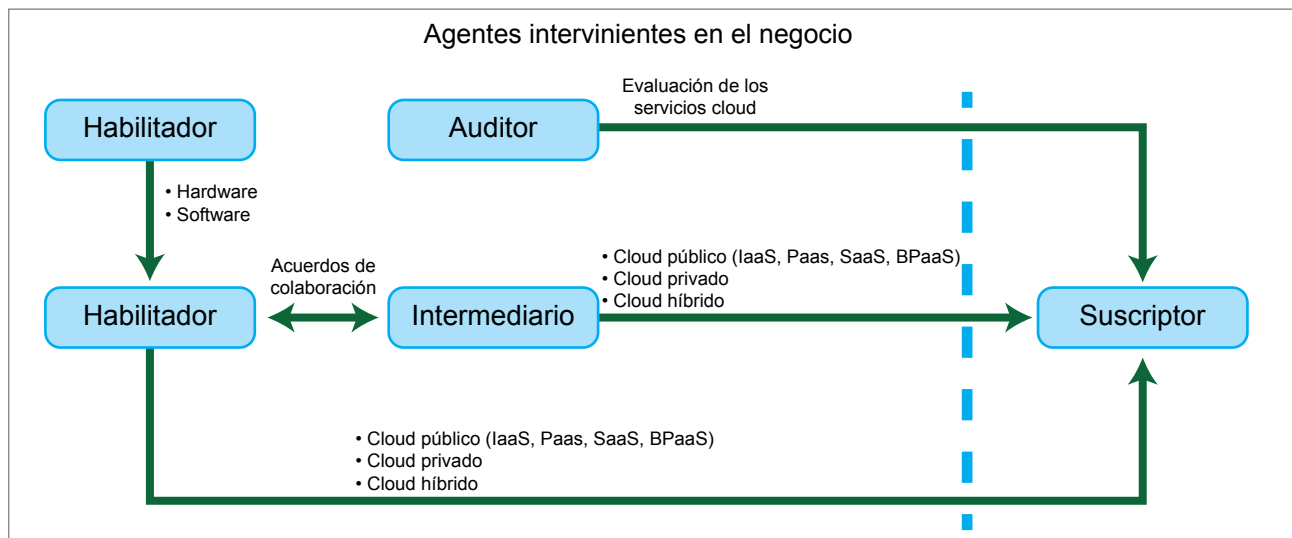 Agentes intervinientes en el negocio
Evaluación de los
servicios cloud
Habilitador
Auditor
• Hardware
• Software
Acuerdos de
colaboración
• Cloud público (IaaS, Paas, SaaS, BPaaS)
• Cloud privado
• Cloud híbrido
Habilitador
Intermediario
Suscriptor
• Cloud público (IaaS, Paas, SaaS, BPaaS)
• Cloud privado
• Cloud híbrido